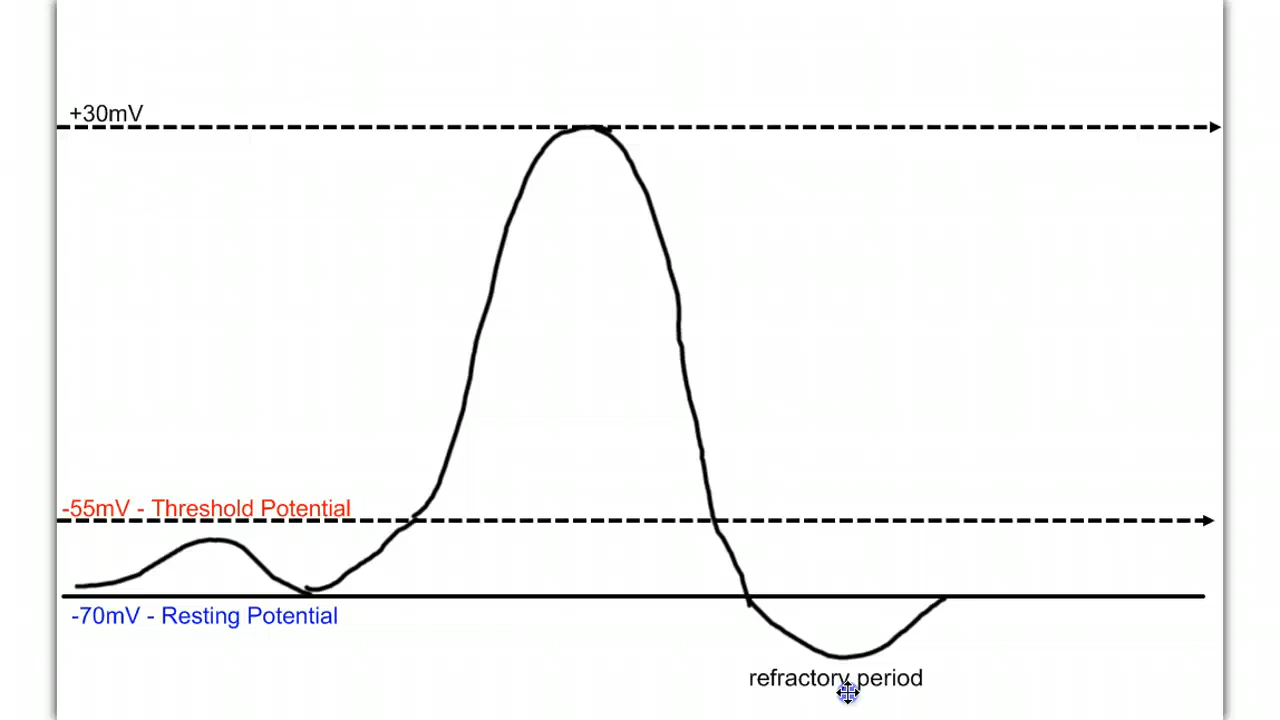 +30mV
-55mV - Threshold Potential
-70mV - Resting Potential
refractory period